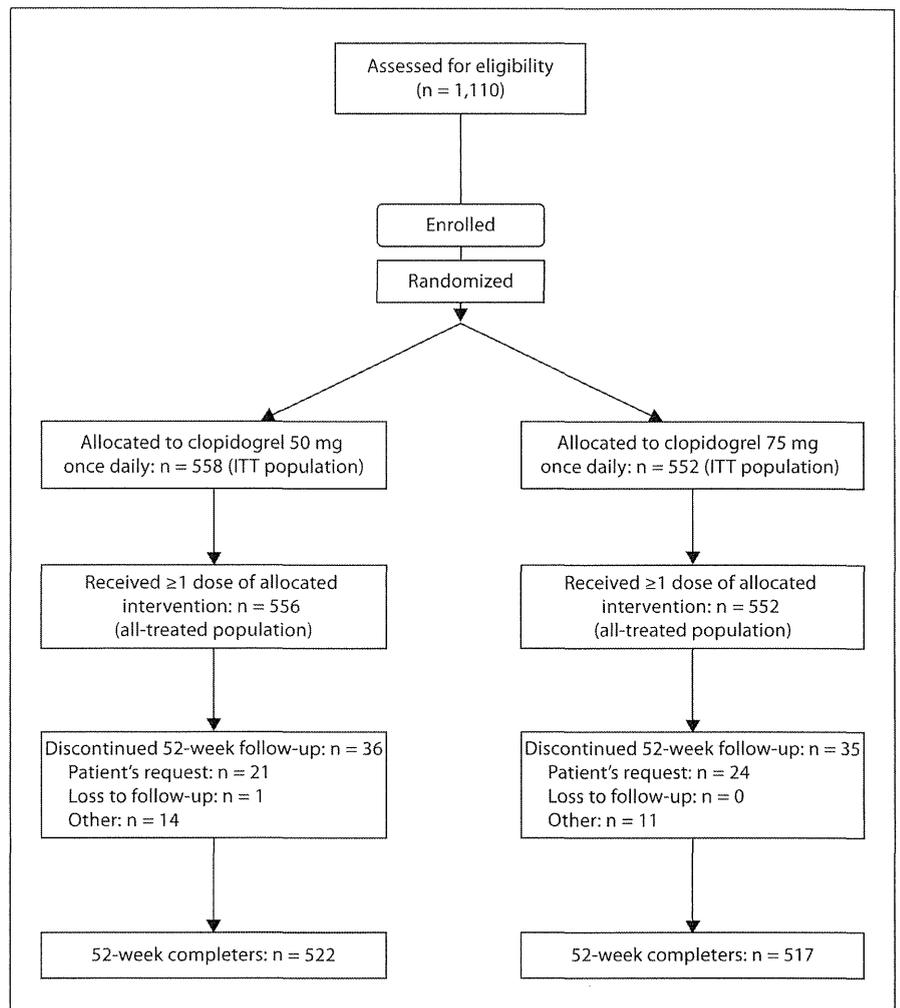 Assessed for eligibility
(n = 1,110)
Enrolled
Randomized
Allocated to clopidogrel 50 mg
once daily: n = 558 (ITT population)
Allocated to clopidogrel 75 mg
once daily: n = 552 (ITT population)
Received ≥1 dose of allocated
intervention: n = 556
(all-treated population)
Received ≥1 dose of allocated
intervention: n = 552
(all-treated population)
Discontinued 52-week follow-up: n = 36
Patient's request: n = 21
Loss to follow-up: n = 1
Other: n = 14
Discontinued 52-week follow-up: n = 35
Patient's request: n = 24
Loss to follow-up: n = 0
Other: n = 11
52-week completers: n = 522
52-week completers: n = 517